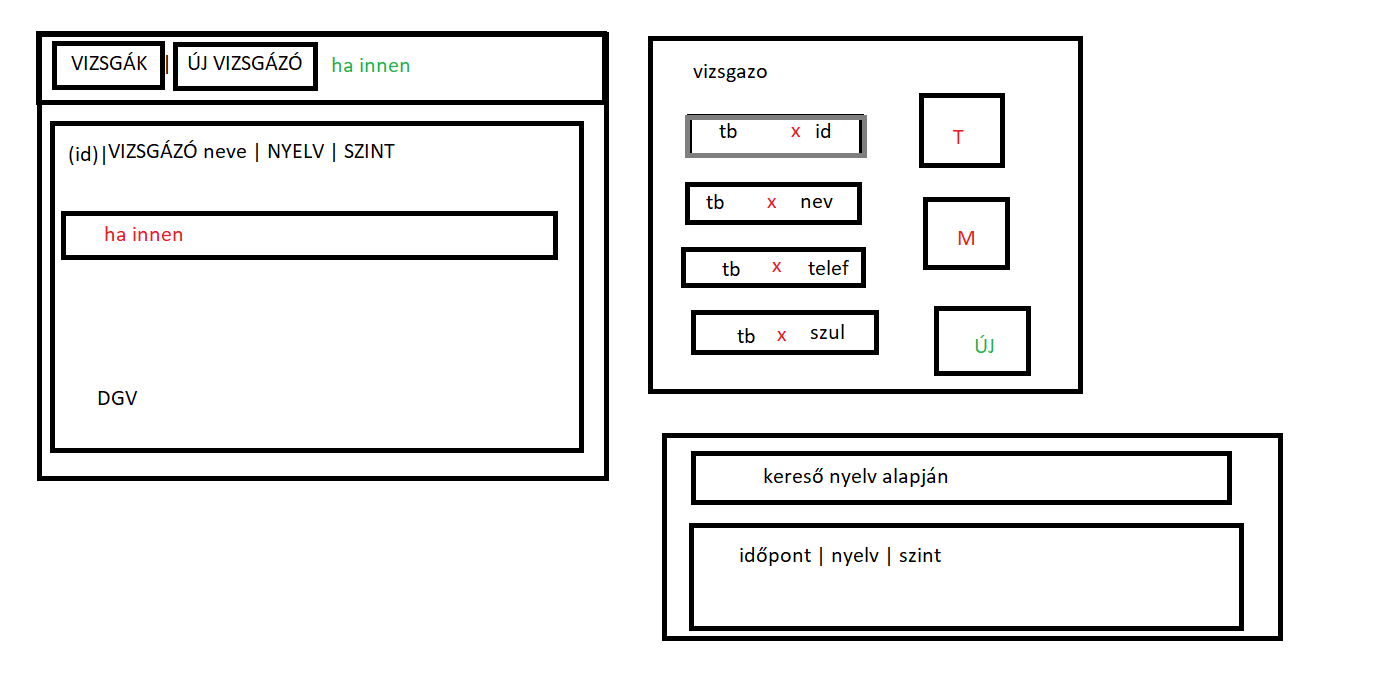 VIZSGÁK | ÚJ VIZSGÁZÓ ha innen
(id)|VIZSGÁZÓ neve | NYELV | SZINT
ha innen
DGV
vizsgazo
tb x id
tb x nev
tb x telef
tb x szul
T
M
ÚJ
kereső nyelv alapján
időpont | nyelv | szint